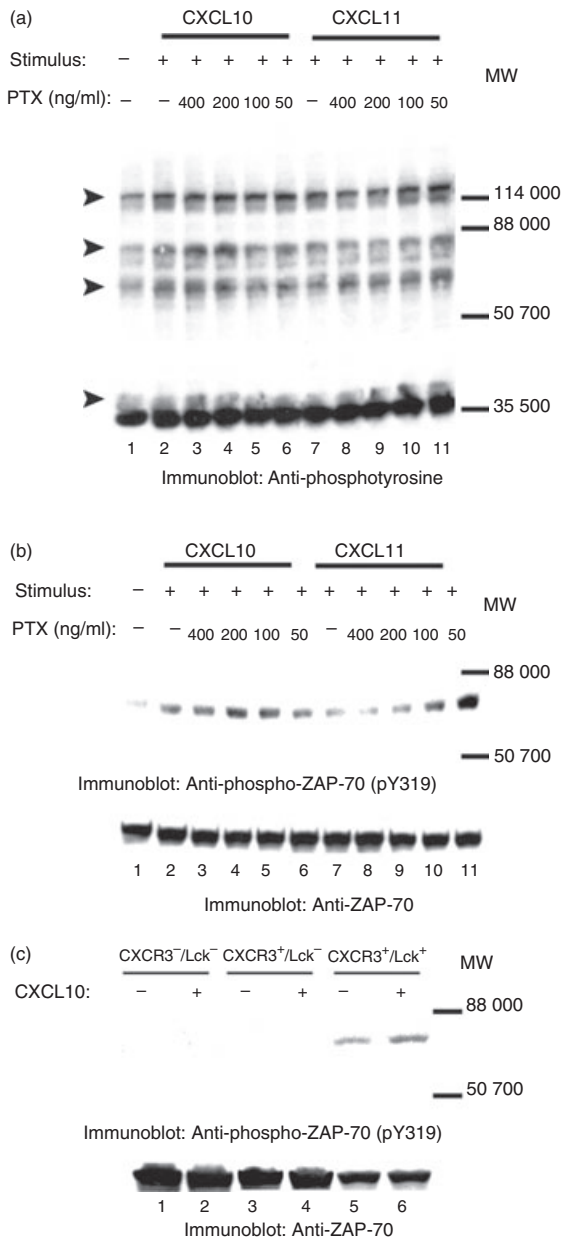 (a)
CXCL10 CXCL11
Stimulus: – + + + + + + + + + +
MW
PTX (ng/ml): – – 400 200 100 50 – 400 200 100 50
114 000
88 000
50 700
35 500
1 2 3 4 5 6 7 8 9 10 11
Immunoblot: Anti-phosphotyrosine
(b)
CXCL10 CXCL11
Stimulus: – + + + + + + + + + +
MW
PTX (ng/ml): – – 400 200 100 50 – 400 200 100 50
88 000
50 700
Immunoblot: Anti-phospho-ZAP-70 (pY319)
1 2 3 4 5 6 7 8 9 10 11
Immunoblot: Anti-ZAP-70
(c)
CXCR3⁻/Lck⁻ CXCR3⁺/Lck⁻ CXCR3⁺/Lck⁺
MW
CXCL10: – + – + – +
88 000
50 700
Immunoblot: Anti-phospho-ZAP-70 (pY319)
1 2 3 4 5 6
Immunoblot: Anti-ZAP-70